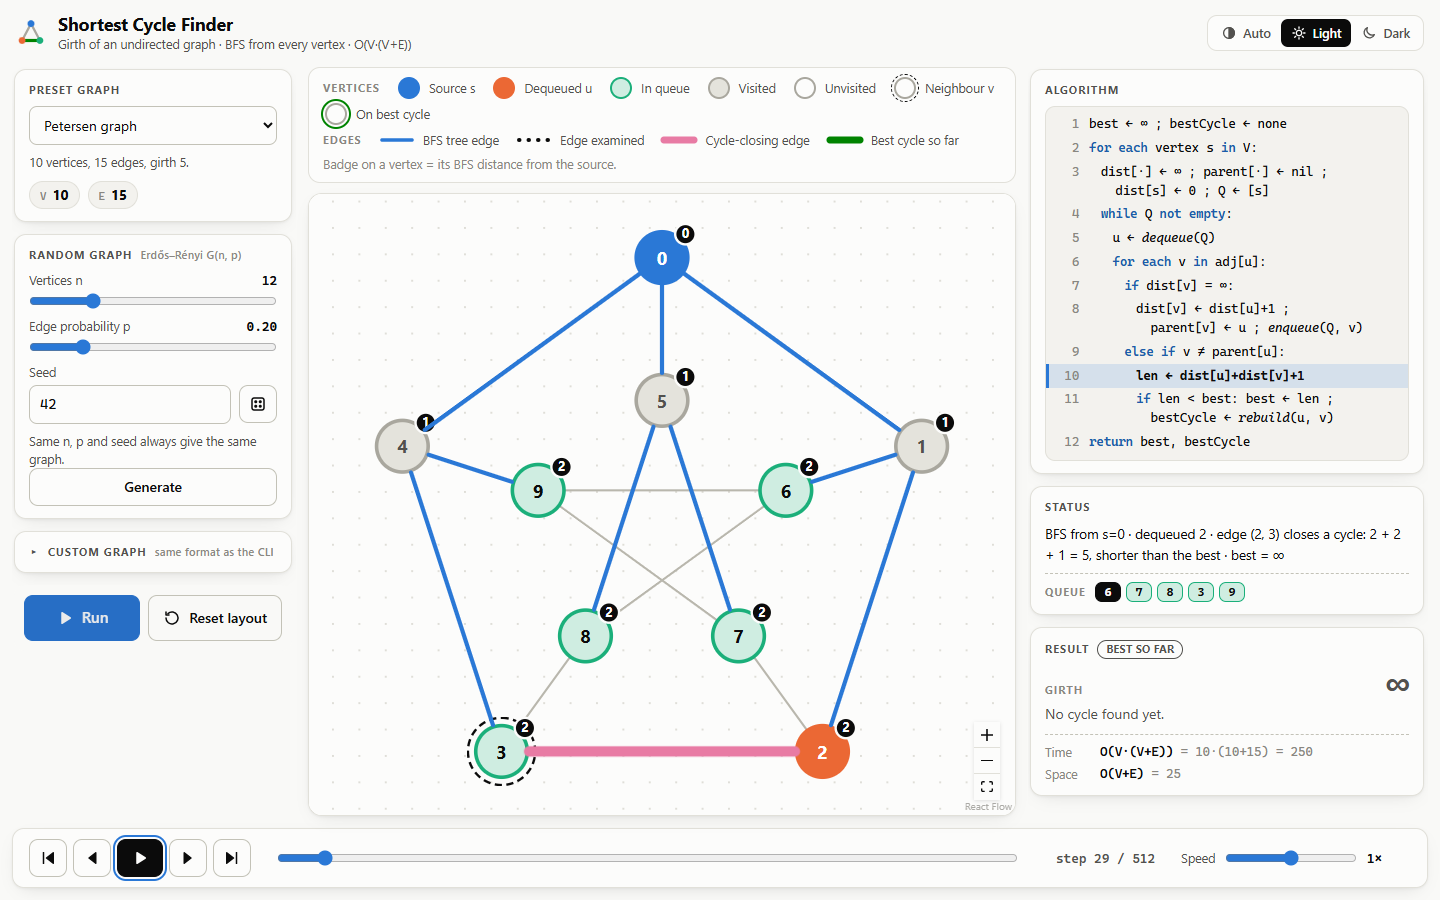 Shortest Cycle Finder
Girth of an undirected graph · BFS from every vertex · O(V·(V+E))
Auto
Light
Dark
PRESET GRAPH
Petersen graph
10 vertices, 15 edges, girth 5.
V 10
E 15
RANDOM GRAPH Erdős–Rényi G(n, p)
Vertices n 12
Edge probability p 0.20
Seed
42
Same n, p and seed always give the same
graph.
Generate
CUSTOM GRAPH same format as the CLI
Run
Reset layout
VERTICES Source s Dequeued u In queue Visited Unvisited Neighbour v
On best cycle
EDGES BFS tree edge Edge examined Cycle-closing edge Best cycle so far
Badge on a vertex = its BFS distance from the source.
0
0
1
5
1
4
1
1
2
9
2
6
2
8
2
7
2
3
2
2
React Flow
ALGORITHM
1 best ← ∞ ; bestCycle ← none
2 for each vertex s in V:
3 dist[·] ← ∞ ; parent[·] ← nil ;
dist[s] ← 0 ; Q ← [s]
4 while Q not empty:
5 u ← dequeue(Q)
6 for each v in adj[u]:
7 if dist[v] = ∞:
8 dist[v] ← dist[u]+1 ;
parent[v] ← u ; enqueue(Q, v)
9 else if v ≠ parent[u]:
10 len ← dist[u]+dist[v]+1
11 if len < best: best ← len ;
bestCycle ← rebuild(u, v)
12 return best, bestCycle
STATUS
BFS from s=0 · dequeued 2 · edge (2, 3) closes a cycle: 2 + 2
+ 1 = 5, shorter than the best · best = ∞
QUEUE 6 7 8 3 9
RESULT BEST SO FAR
GIRTH ∞
No cycle found yet.
Time O(V·(V+E)) = 10·(10+15) = 250
Space O(V+E) = 25
step 29 / 512
Speed 1×